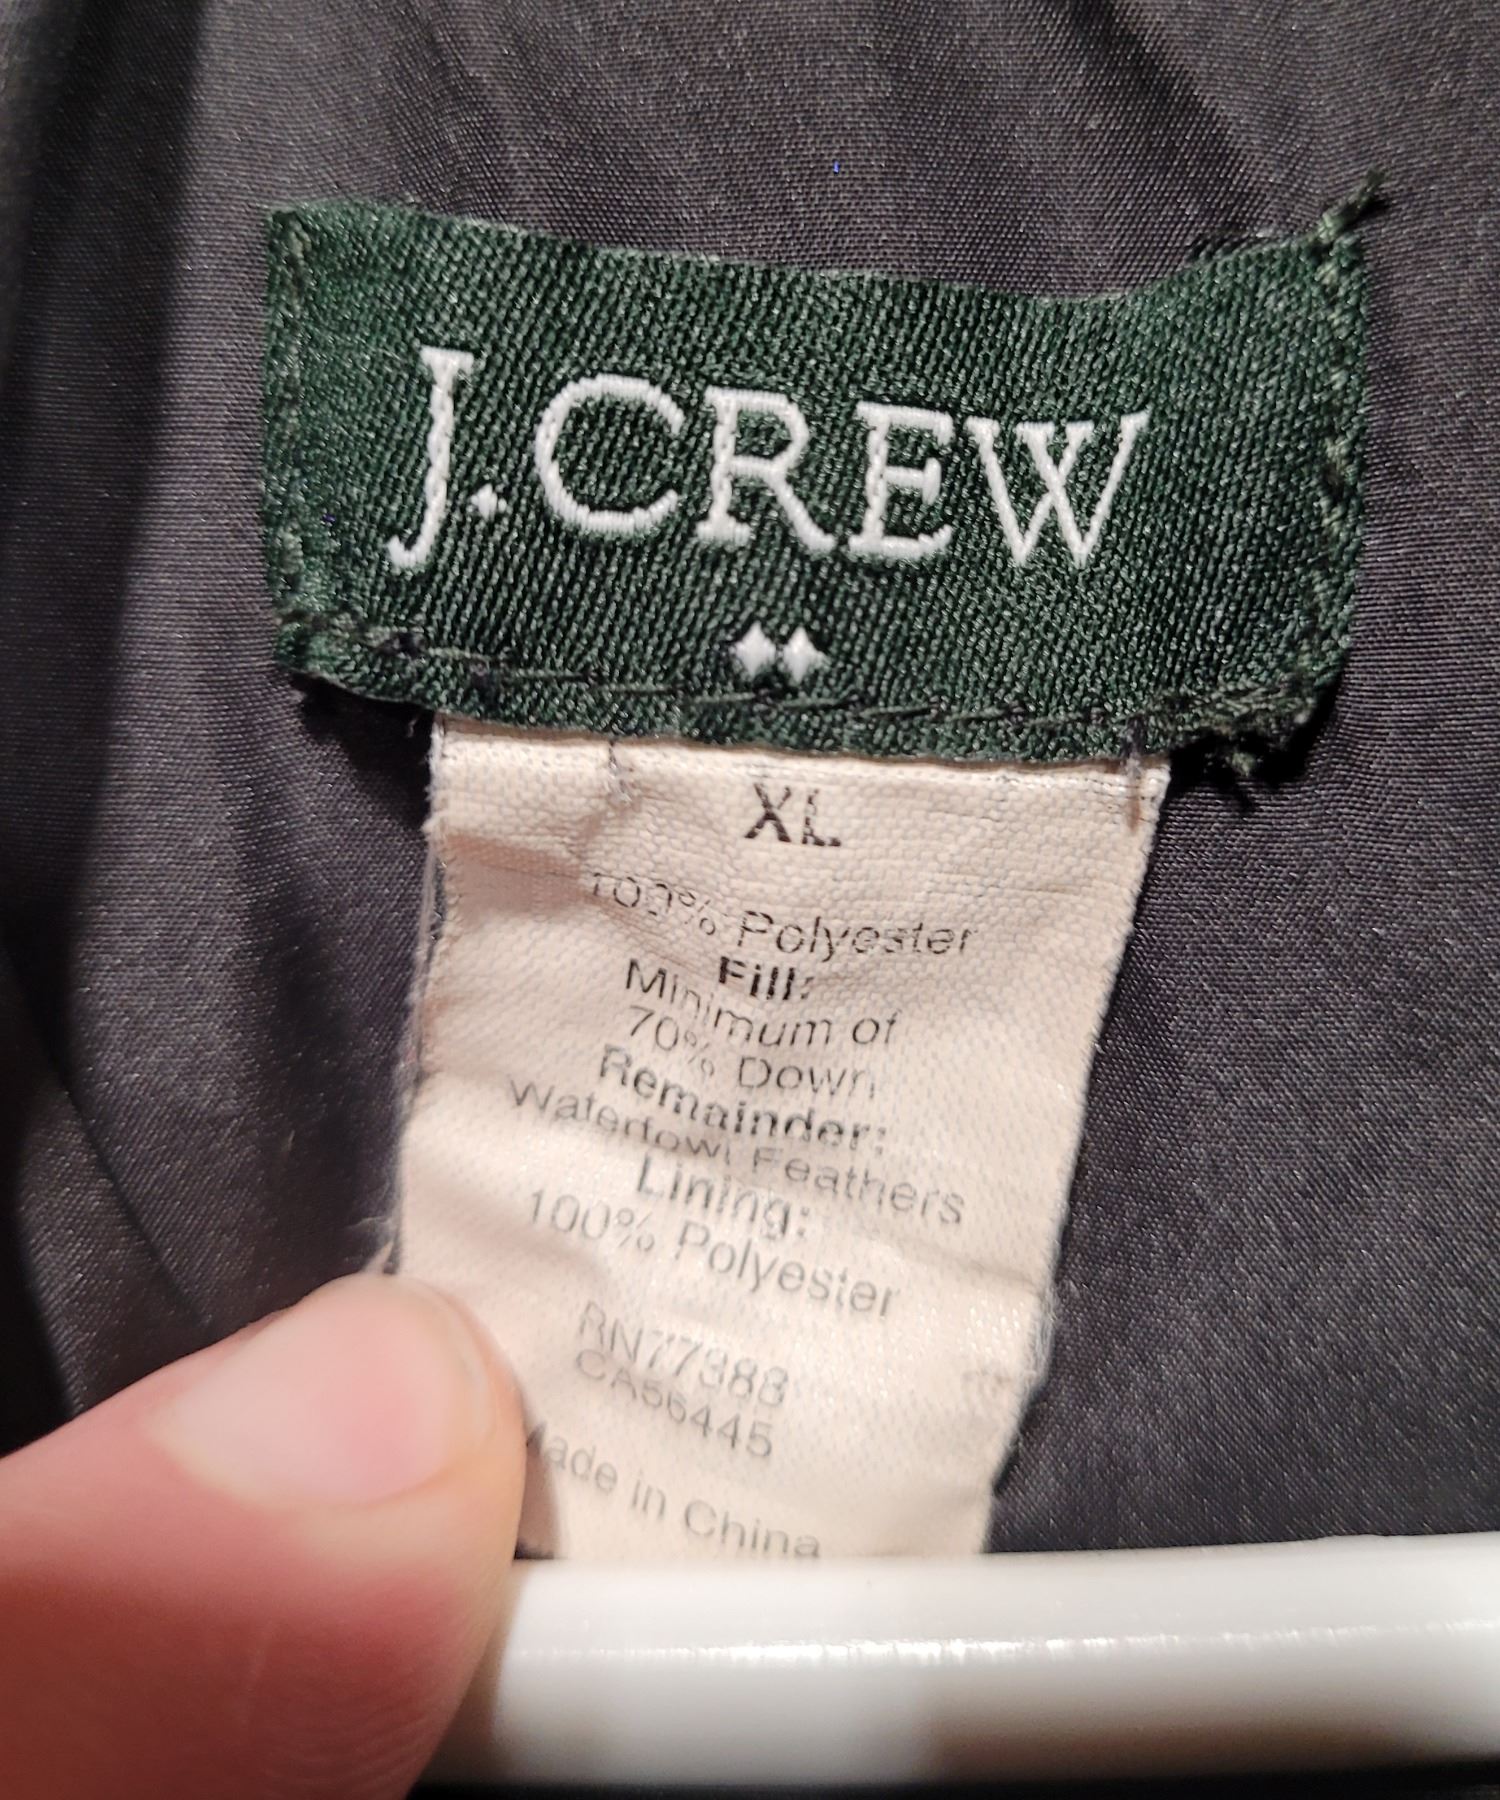 J.CREW
XL
100% Polyester
Fill:
Minimum of
70% Down
Remainder:
Waterfowl Feathers
Lining:
100% Polyester
RN77388
CA56445
Made in China